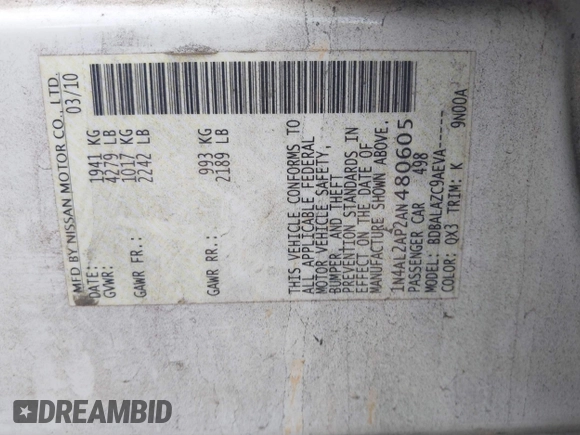 MFD BY NISSAN MOTOR CO., LTD.
DATE: 03/10
GVWR: 1941 KG
4279 LB
GAWR FR.: 1017 KG
2242 LB
GAWR RR.: 993 KG
2189 LB
THIS VEHICLE CONFORMS TO
ALL APPLICABLE FEDERAL
MOTOR VEHICLE SAFETY,
BUMPER, AND THEFT
PREVENTION STANDARDS IN
EFFECT ON THE DATE OF
MANUFACTURE SHOWN ABOVE.
1N4AL2AP2AN480605
PASSENGER CAR 498
MODEL: BDBALAZC9AEVA-----
COLOR: QX3 TRIM: K 9N00A
DREAMBID